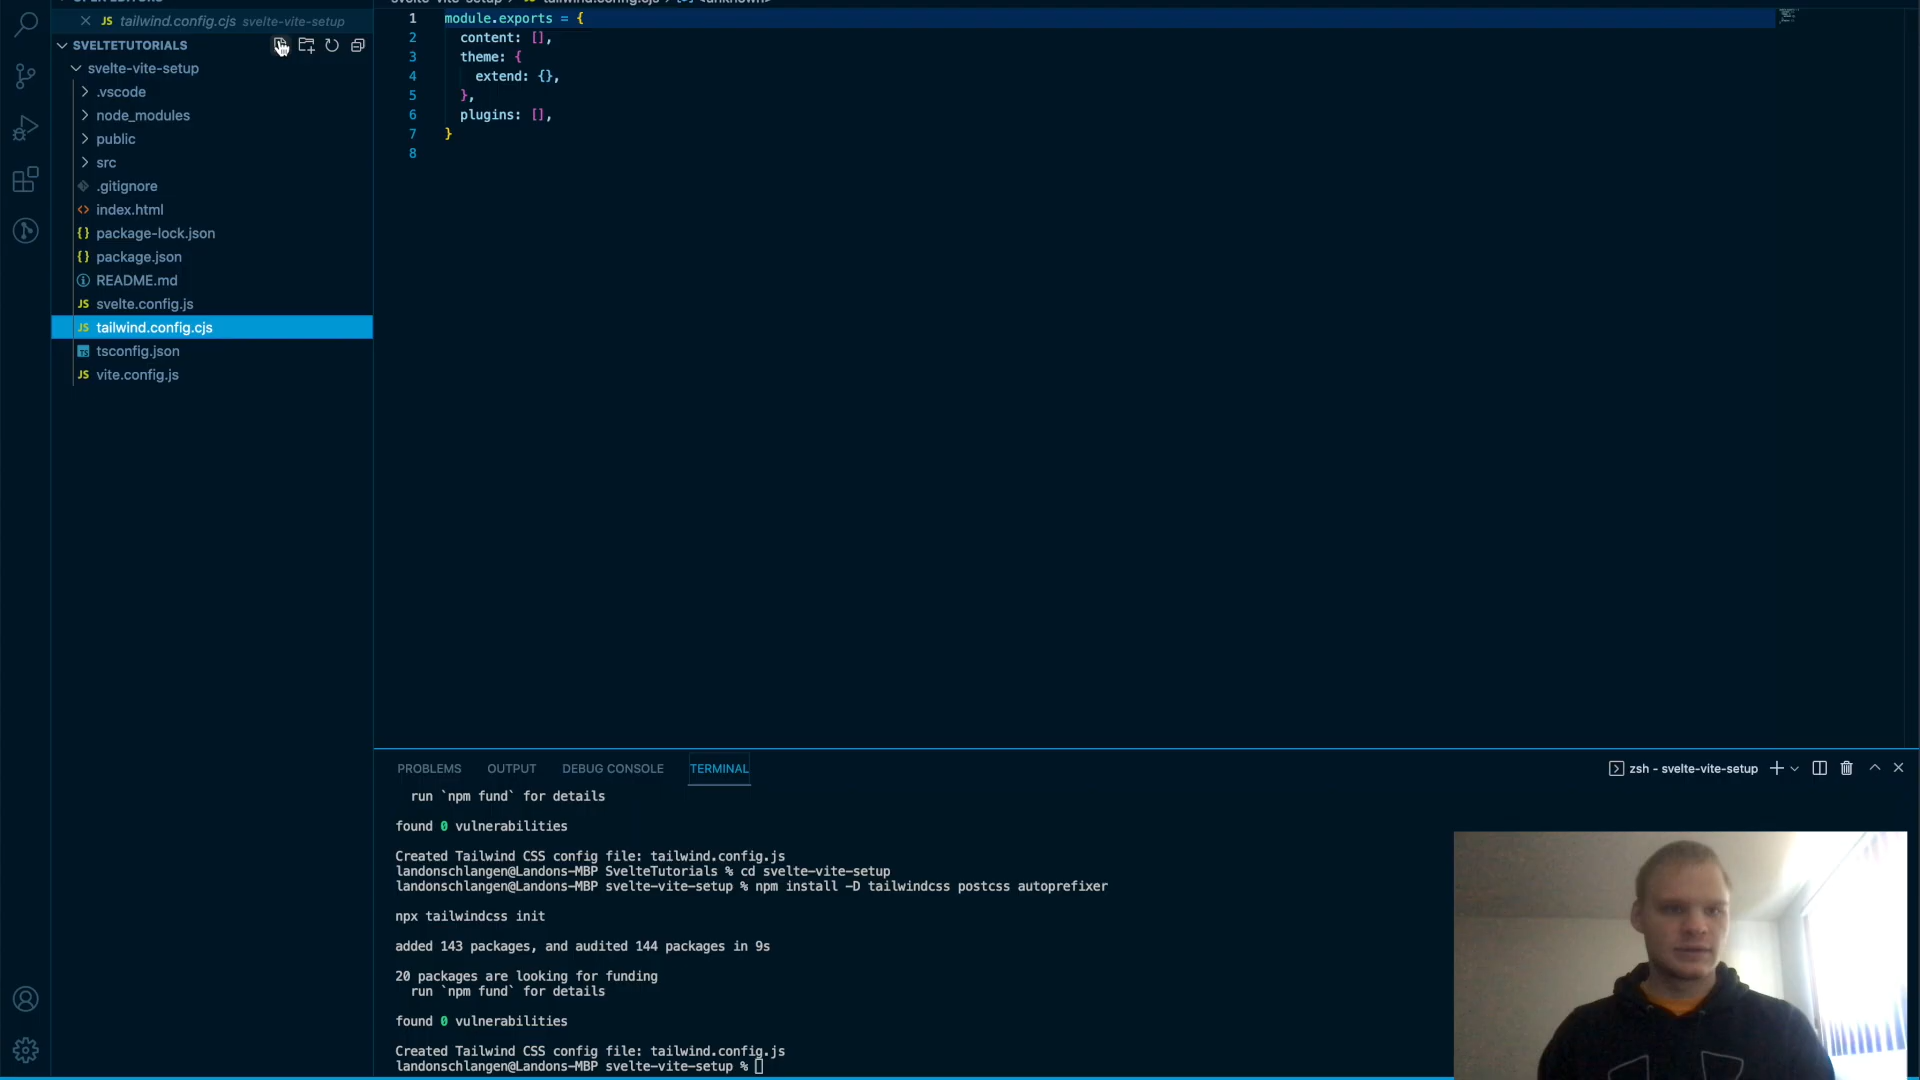 tailwind.config.cjs svelte-vite-setup
SVELTETUTORIALS
svelte-vite-setup
.vscode
node_modules
public
src
.gitignore
index.html
package-lock.json
package.json
README.md
svelte.config.js
tailwind.config.cjs
tsconfig.json
vite.config.js
1 module.exports = {
2 content: [],
3 theme: {
4 extend: {},
5 },
6 plugins: [],
7 }
8
PROBLEMS OUTPUT DEBUG CONSOLE TERMINAL
zsh - svelte-vite-setup
run `npm fund` for details
found 0 vulnerabilities
Created Tailwind CSS config file: tailwind.config.js
landonschlangen@Landons-MBP SvelteTutorials % cd svelte-vite-setup
landonschlangen@Landons-MBP svelte-vite-setup % npm install -D tailwindcss postcss autoprefixer
npx tailwindcss init
added 143 packages, and audited 144 packages in 9s
20 packages are looking for funding
run `npm fund` for details
found 0 vulnerabilities
Created Tailwind CSS config file: tailwind.config.js
landonschlangen@Landons-MBP svelte-vite-setup %